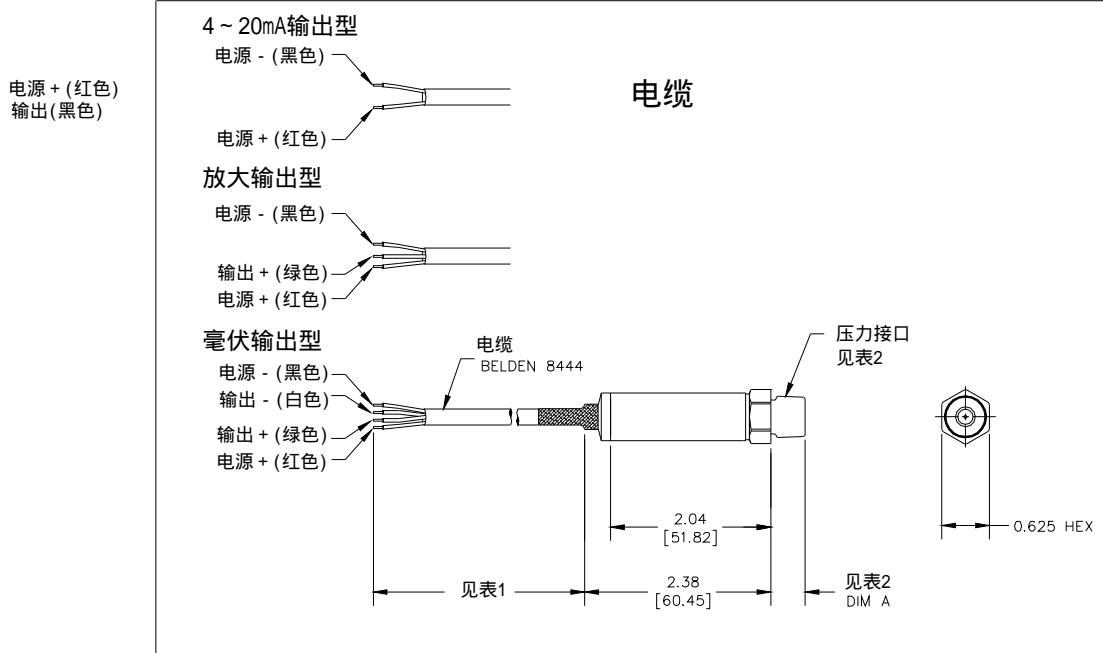 电源 + (红色)
输出(黑色)
4 ~ 20mA输出型
电源 - (黑色)
电缆
电源 + (红色)
放大输出型
电源 - (黑色)
输出 + (绿色)
电源 + (红色)
毫伏输出型
电源 - (黑色)
输出 - (白色)
输出 + (绿色)
电源 + (红色)
电缆
BELDEN 8444
压力接口
见表2
2.04
[51.82]
0.625 HEX
见表1
2.38
[60.45]
见表2
DIM A